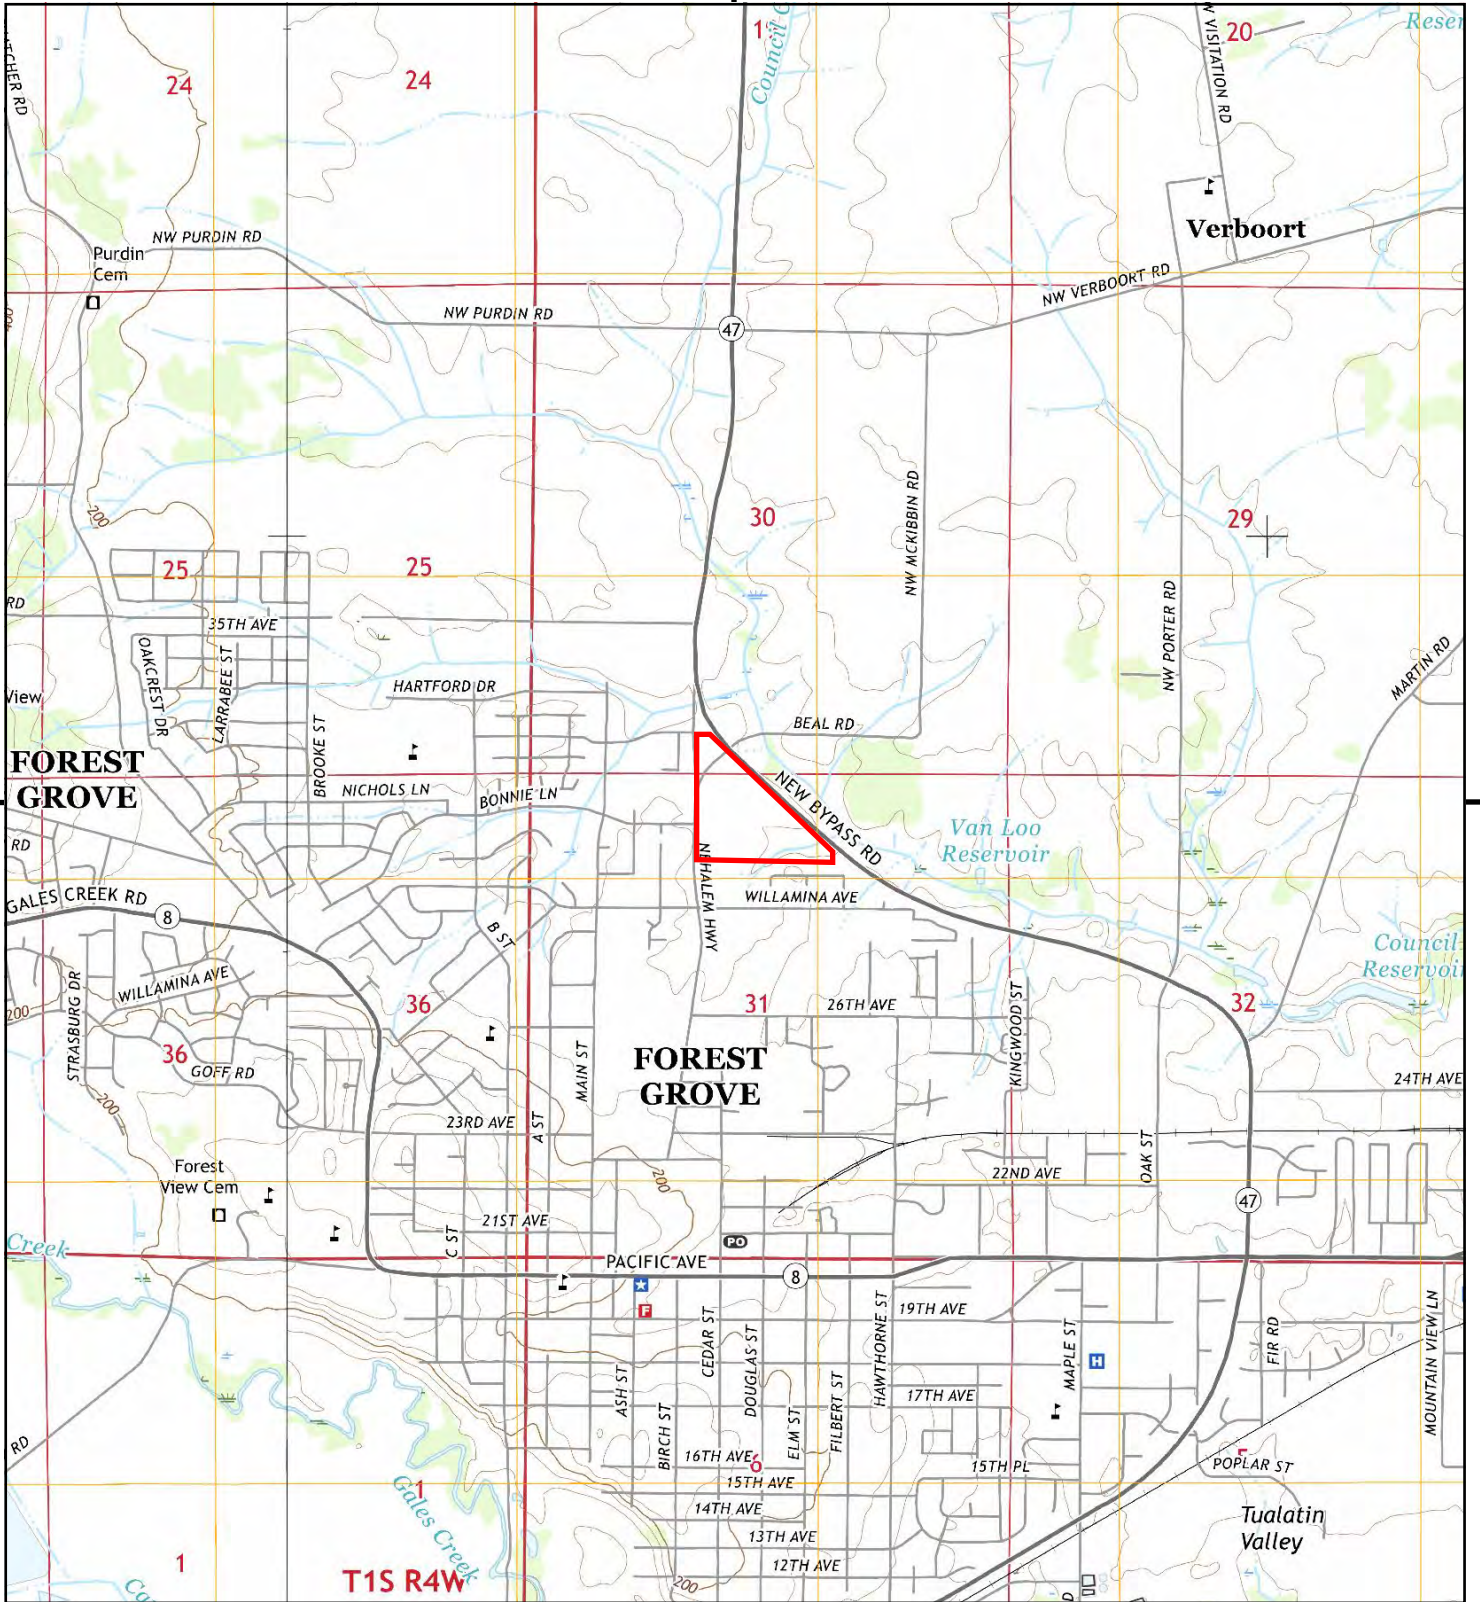 20
Reser
W VISITATION RD
Council C
24
24
ATCHER RD
Verboort
NW PURDIN RD
Purdin
Cem
NW VERBOORT RD
NW PURDIN RD
47
NW MCKIBBIN RD
200
30
29
25
25
RD
35TH AVE
NW PORTER RD
OAKCREST DR
LARRABEE ST
MARTIN RD
View
HARTFORD DR
BEAL RD
BROOKE ST
FOREST
GROVE
NICHOLS LN
BONNIE LN
NEW BYPASS RD
Van Loo
Reservoir
RD
NEHALEM HWY
WILLAMINA AVE
GALES CREEK RD
8
B ST
Council
Reservoir
STRASBURG DR
WILLAMINA AVE
200
36
31
26TH AVE
KINGWOOD ST
32
36
GOFF RD
MAIN ST
FOREST
GROVE
24TH AVE
200
23RD AVE
A ST
OAK ST
Forest
View Cem
200
22ND AVE
47
C ST
21ST AVE
PO
Creek
PACIFIC AVE
8
F
19TH AVE
CEDAR ST
DOUGLAS ST
HAWTHORNE ST
MAPLE ST
H
FIR RD
MOUNTAIN VIEW LN
ASH ST
BIRCH ST
ELM ST
FILBERT ST
17TH AVE
RD
16TH AVE
6
15TH PL
POPLAR ST
15TH AVE
14TH AVE
13TH AVE
12TH AVE
Tualatin
Valley
Gales Creek
1
1
T1S R4W
200